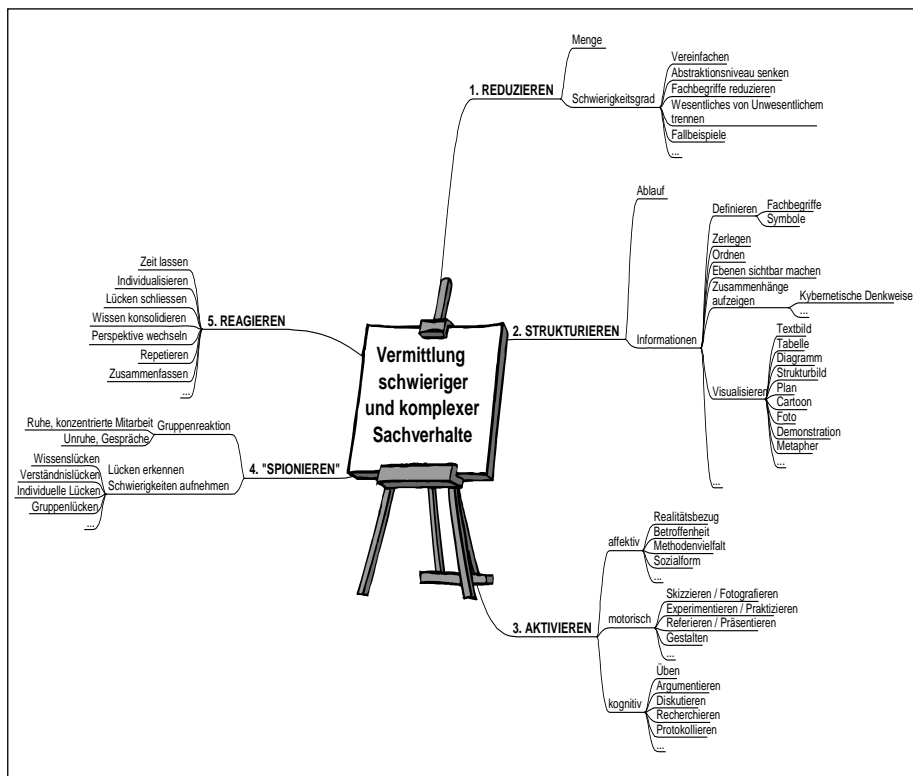 Vermittlung
schwieriger
und komplexer
Sachverhalte
1. REDUZIEREN
Menge
Schwierigkeitsgrad
Vereinfachen
Abstraktionsniveau senken
Fachbegriffe reduzieren
Wesentliches von Unwesentlichem
trennen
Fallbeispiele
...
2. STRUKTURIEREN
Ablauf
Informationen
Definieren
Fachbegriffe
Symbole
Zerlegen
Ordnen
Ebenen sichtbar machen
Zusammenhänge
aufzeigen
Kybernetische Denkweise
...
Visualisieren
Textbild
Tabelle
Diagramm
Strukturbild
Plan
Cartoon
Foto
Demonstration
Metapher
...
...
3. AKTIVIEREN
affektiv
Realitätsbezug
Betroffenheit
Methodenvielfalt
Sozialform
...
motorisch
Skizzieren / Fotografieren
Experimentieren / Praktizieren
Referieren / Präsentieren
Gestalten
...
kognitiv
Üben
Argumentieren
Diskutieren
Recherchieren
Protokollieren
...
4. "SPIONIEREN"
Gruppenreaktion
Ruhe, konzentrierte Mitarbeit
Unruhe, Gespräche
Lücken erkennen
Schwierigkeiten aufnehmen
Wissenslücken
Verständnislücken
Individuelle Lücken
Gruppenlücken
...
5. REAGIEREN
Zeit lassen
Individualisieren
Lücken schliessen
Wissen konsolidieren
Perspektive wechseln
Repetieren
Zusammenfassen
...